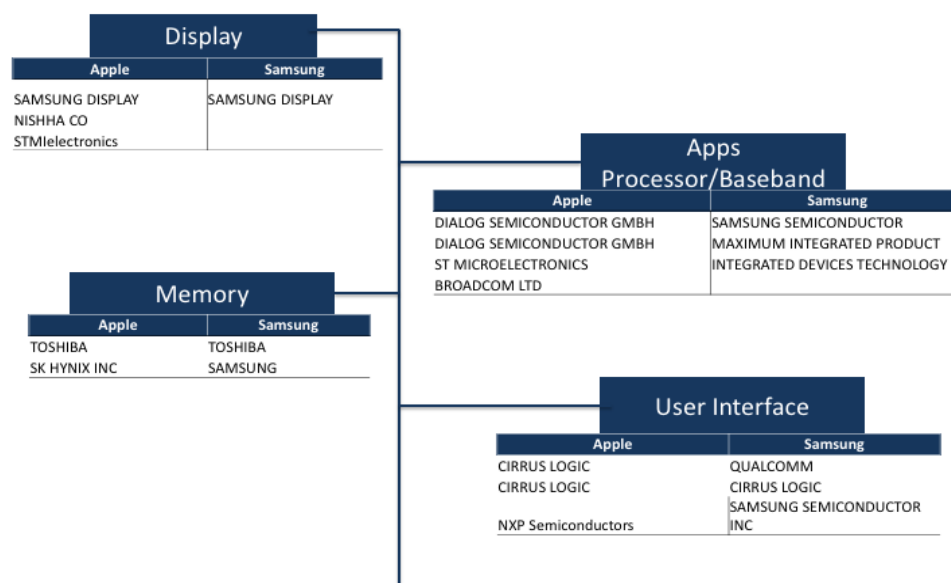 Display
Apple Samsung
SAMSUNG DISPLAY SAMSUNG DISPLAY
NISHHA CO
STMIelectronics
Apps
Processor/Baseband
Apple Samsung
DIALOG SEMICONDUCTOR GMBH SAMSUNG SEMICONDUCTOR
DIALOG SEMICONDUCTOR GMBH MAXIMUM INTEGRATED PRODUCT
ST MICROELECTRONICS INTEGRATED DEVICES TECHNOLOGY
BROADCOM LTD
Memory
Apple Samsung
TOSHIBA TOSHIBA
SK HYNIX INC SAMSUNG
User Interface
Apple Samsung
CIRRUS LOGIC QUALCOMM
CIRRUS LOGIC CIRRUS LOGIC
SAMSUNG SEMICONDUCTOR
NXP Semiconductors INC